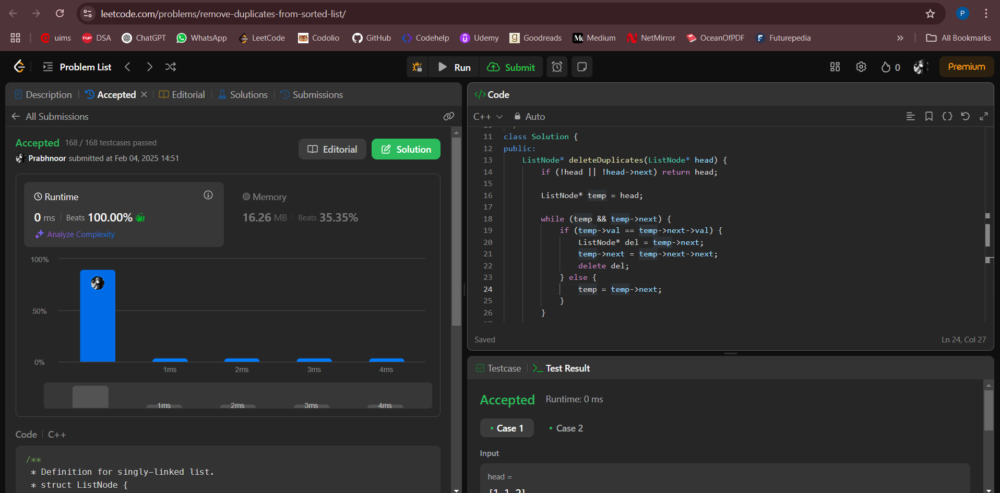 leetcode.com/problems/remove-duplicates-from-sorted-list/
P
uims
TUF DSA
ChatGPT
WhatsApp
LeetCode
Codolio
GitHub
Codehelp
Udemy
g Goodreads
Medium
NetMirror
OceanOfPDF
F Futurepedia
All Bookmarks
Problem List
Run
Submit
0
Premium
Description
Accepted
Editorial
Solutions
Submissions
All Submissions
Accepted 168 / 168 testcases passed
Prabhnoor submitted at Feb 04, 2025 14:51
Editorial
Solution
Runtime
0 ms Beats 100.00%
Analyze Complexity
Memory
16.26 MB Beats 35.35%
100%
50%
0%
1ms 2ms 3ms 4ms
1ms 2ms 3ms 4ms
Code C++
/**
* Definition for singly-linked list.
* struct ListNode {
</> Code
C++ Auto
11 class Solution {
12 public:
13 ListNode* deleteDuplicates(ListNode* head) {
14 if (!head || !head->next) return head;
15
16 ListNode* temp = head;
17
18 while (temp && temp->next) {
19 if (temp->val == temp->next->val) {
20 ListNode* del = temp->next;
21 temp->next = temp->next->next;
22 delete del;
23 } else {
24 temp = temp->next;
25 }
26 }
Saved
Ln 24, Col 27
Testcase
Test Result
Accepted Runtime: 0 ms
• Case 1 • Case 2
Input
head =
[1,1,2]